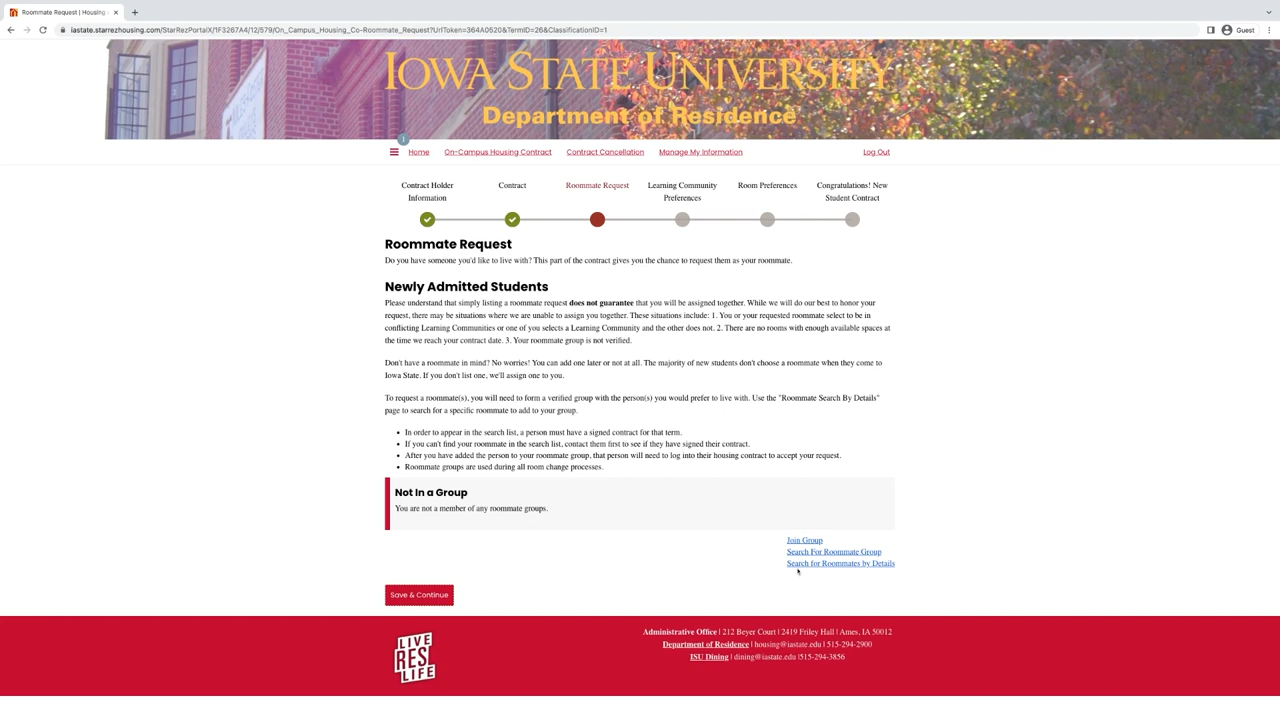 Roommate Request | Housing
iastate.starrezhousing.com/StarRezPortalX/1F3267A4/12/579/On_Campus_Housing_Co-Roommate_Request?UrlToken=364A0520&TermID=26&ClassificationID=1
Guest
IOWA STATE UNIVERSITY
Department of Residence
1
Home On-Campus Housing Contract Contract Cancellation Manage My Information Log Out
Contract Holder Information
Contract
Roommate Request
Learning Community Preferences
Room Preferences
Congratulations! New Student Contract
Roommate Request
Do you have someone you'd like to live with? This part of the contract gives you the chance to request them as your roommate.
Newly Admitted Students
Please understand that simply listing a roommate request does not guarantee that you will be assigned together. While we will do our best to honor your
request, there may be situations where we are unable to assign you together. These situations include: 1. You or your requested roommate select to be in
conflicting Learning Communities or one of you selects a Learning Community and the other does not. 2. There are no rooms with enough available spaces at
the time we reach your contract date. 3. Your roommate group is not verified.
Don't have a roommate in mind? No worries! You can add one later or not at all. The majority of new students don't choose a roommate when they come to
Iowa State. If you don't list one, we'll assign one to you.
To request a roommate(s), you will need to form a verified group with the person(s) you would prefer to live with. Use the "Roommate Search By Details"
page to search for a specific roommate to add to your group.
• In order to appear in the search list, a person must have a signed contract for that term.
• If you can't find your roommate in the search list, contact them first to see if they have signed their contract.
• After you have added the person to your roommate group, that person will need to log into their housing contract to accept your request.
• Roommate groups are used during all room change processes.
Not In a Group
You are not a member of any roommate groups.
Join Group
Search For Roommate Group
Search for Roommates by Details
Save & Continue
LIVE
RES
LIFE
Administrative Office | 212 Beyer Court | 2419 Friley Hall | Ames, IA 50012
Department of Residence | housing@iastate.edu | 515-294-2900
ISU Dining | dining@iastate.edu |515-294-3856